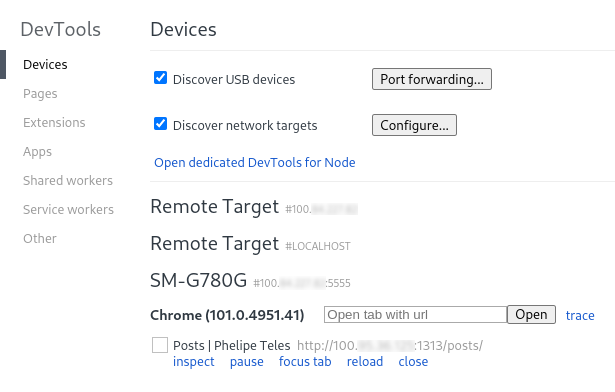 DevTools
Devices
Pages
Extensions
Apps
Shared workers
Service workers
Other
Devices
Discover USB devices Port forwarding...
Discover network targets Configure...
Open dedicated DevTools for Node
Remote Target #100.
Remote Target #LOCALHOST
SM-G780G #100. :5555
Chrome (101.0.4951.41) Open tab with url Open trace
Posts | Phelipe Teles http://100. :1313/posts/
inspect pause focus tab reload close